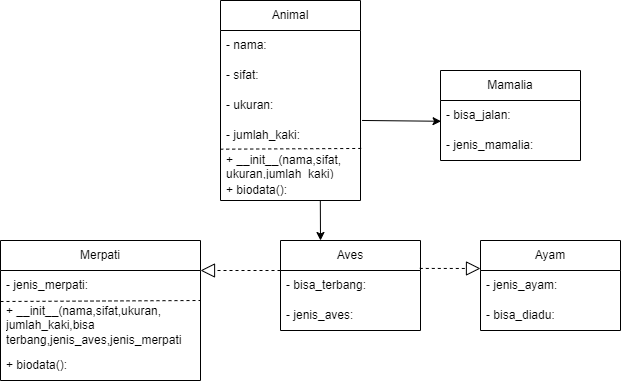 Animal
- nama:
- sifat:
- ukuran:
- jumlah_kaki:
+ __init__(nama,sifat,
ukuran,jumlah_kaki)
+ biodata():
Mamalia
- bisa_jalan:
- jenis_mamalia:
Merpati
- jenis_merpati:
+ __init__(nama,sifat,ukuran,
jumlah_kaki,bisa
terbang,jenis_aves,jenis_merpati
+ biodata():
Aves
- bisa_terbang:
- jenis_aves:
Ayam
- jenis_ayam:
- bisa_diadu: